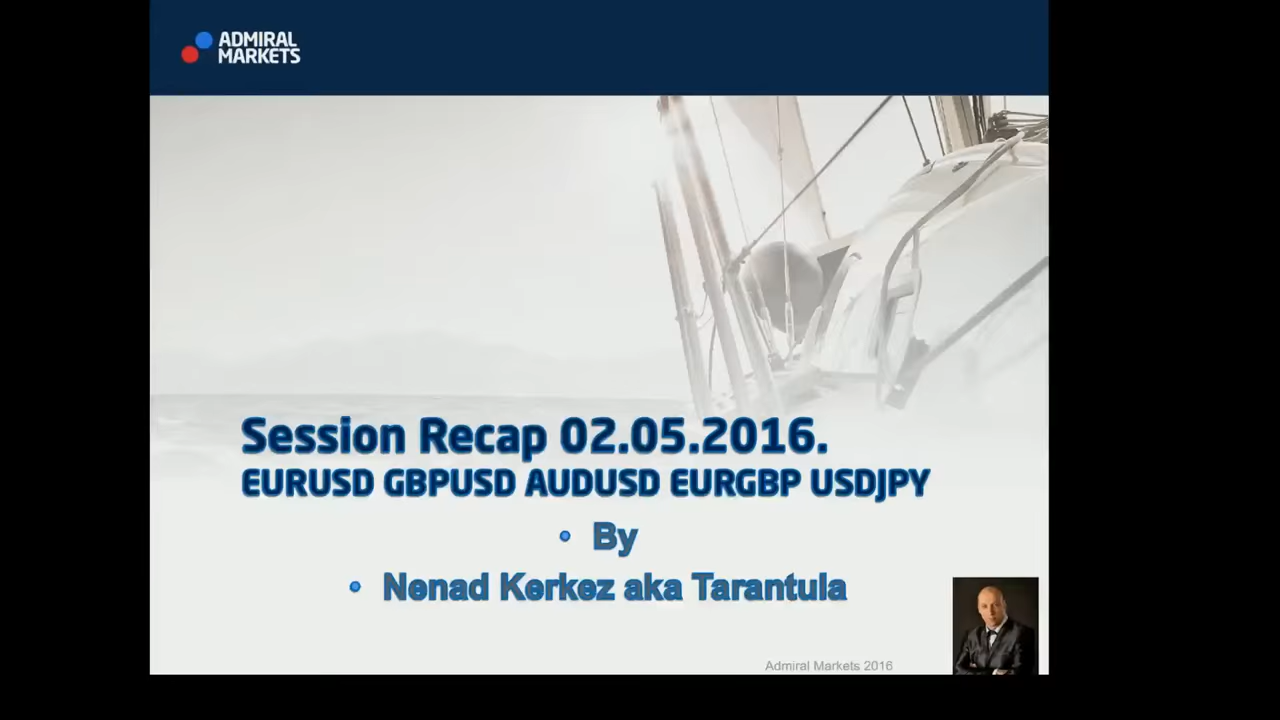 ADMIRAL
MARKETS
Session Recap 02.05.2016.
EURUSD GBPUSD AUDUSD EURGBP USDJPY
• By
• Nenad Kerkez aka Tarantula
Admiral Markets 2016